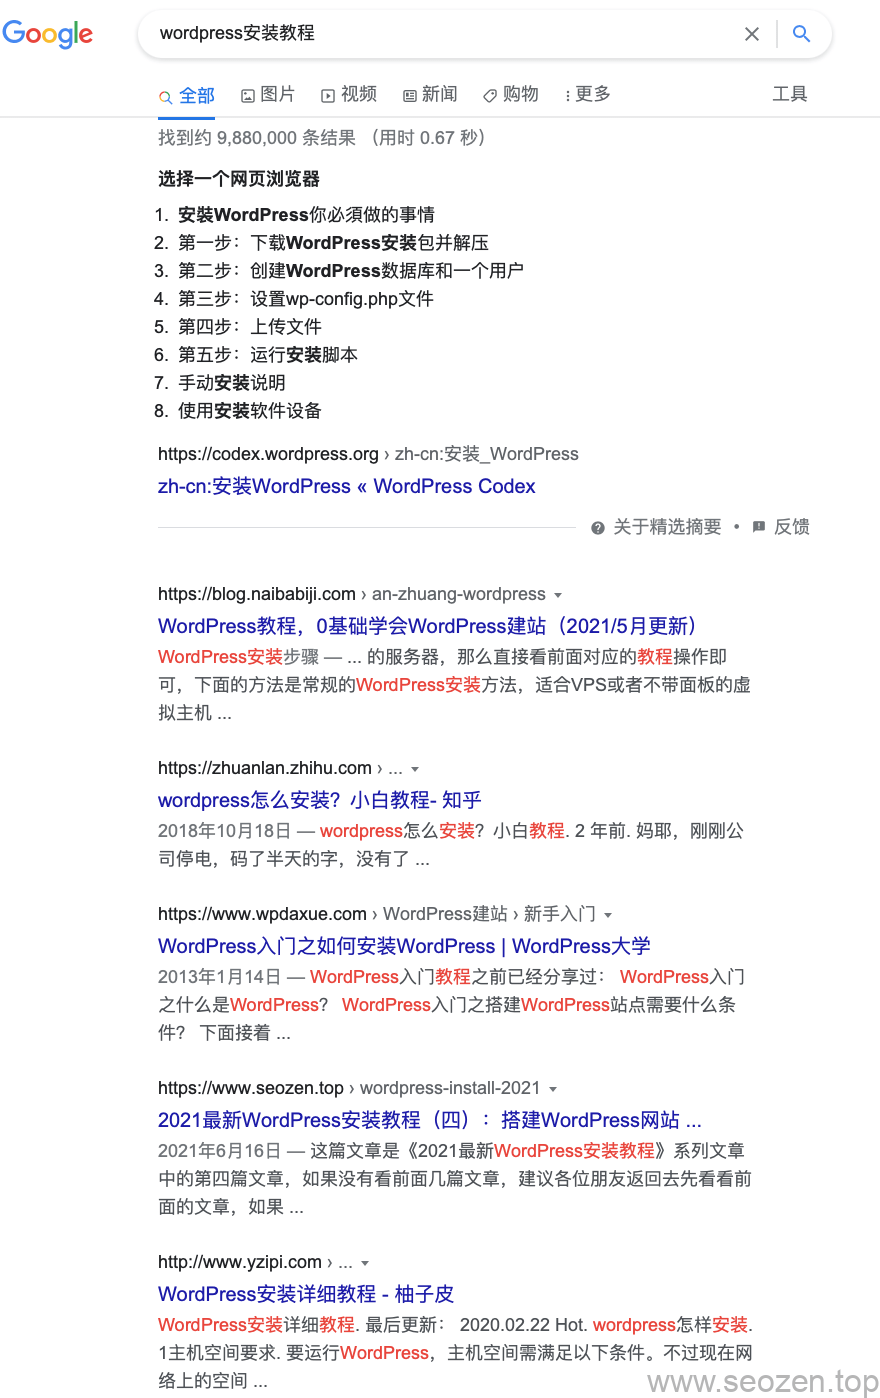 Google
wordpress安装教程
全部 图片 视频 新闻 购物 更多 工具
找到约 9,880,000 条结果 （用时 0.67 秒）
选择一个网页浏览器
1. 安裝WordPress你必須做的事情
2. 第一步：下载WordPress安装包并解压
3. 第二步：创建WordPress数据库和一个用户
4. 第三步：设置wp-config.php文件
5. 第四步：上传文件
6. 第五步：运行安装脚本
7. 手动安装说明
8. 使用安装软件设备
https://codex.wordpress.org › zh-cn:安装_WordPress
zh-cn:安装WordPress « WordPress Codex
关于精选摘要 • 反馈
https://blog.naibabiji.com › an-zhuang-wordpress
WordPress教程，0基础学会WordPress建站（2021/5月更新）
WordPress安装步骤 — ... 的服务器，那么直接看前面对应的教程操作即
可，下面的方法是常规的WordPress安装方法，适合VPS或者不带面板的虚
拟主机 ...
https://zhuanlan.zhihu.com › ...
wordpress怎么安装？小白教程- 知乎
2018年10月18日 — wordpress怎么安装？小白教程. 2 年前. 妈耶，刚刚公
司停电，码了半天的字，没有了 ...
https://www.wpdaxue.com › WordPress建站 › 新手入门
WordPress入门之如何安装WordPress | WordPress大学
2013年1月14日 — WordPress入门教程之前已经分享过： WordPress入门
之什么是WordPress？ WordPress入门之搭建WordPress站点需要什么条
件？ 下面接着 ...
https://www.seozen.top › wordpress-install-2021
2021最新WordPress安装教程（四）：搭建WordPress网站 ...
2021年6月16日 — 这篇文章是《2021最新WordPress安装教程》系列文章
中的第四篇文章，如果没有看前面几篇文章，建议各位朋友返回去先看看前
面的文章，如果 ...
http://www.yzipi.com › ...
WordPress安装详细教程 - 柚子皮
WordPress安装详细教程. 最后更新： 2020.02.22 Hot. wordpress怎样安装.
1主机空间要求. 要运行WordPress，主机空间需满足以下条件。不过现在网
络上的空间 ...
www.seozen.top